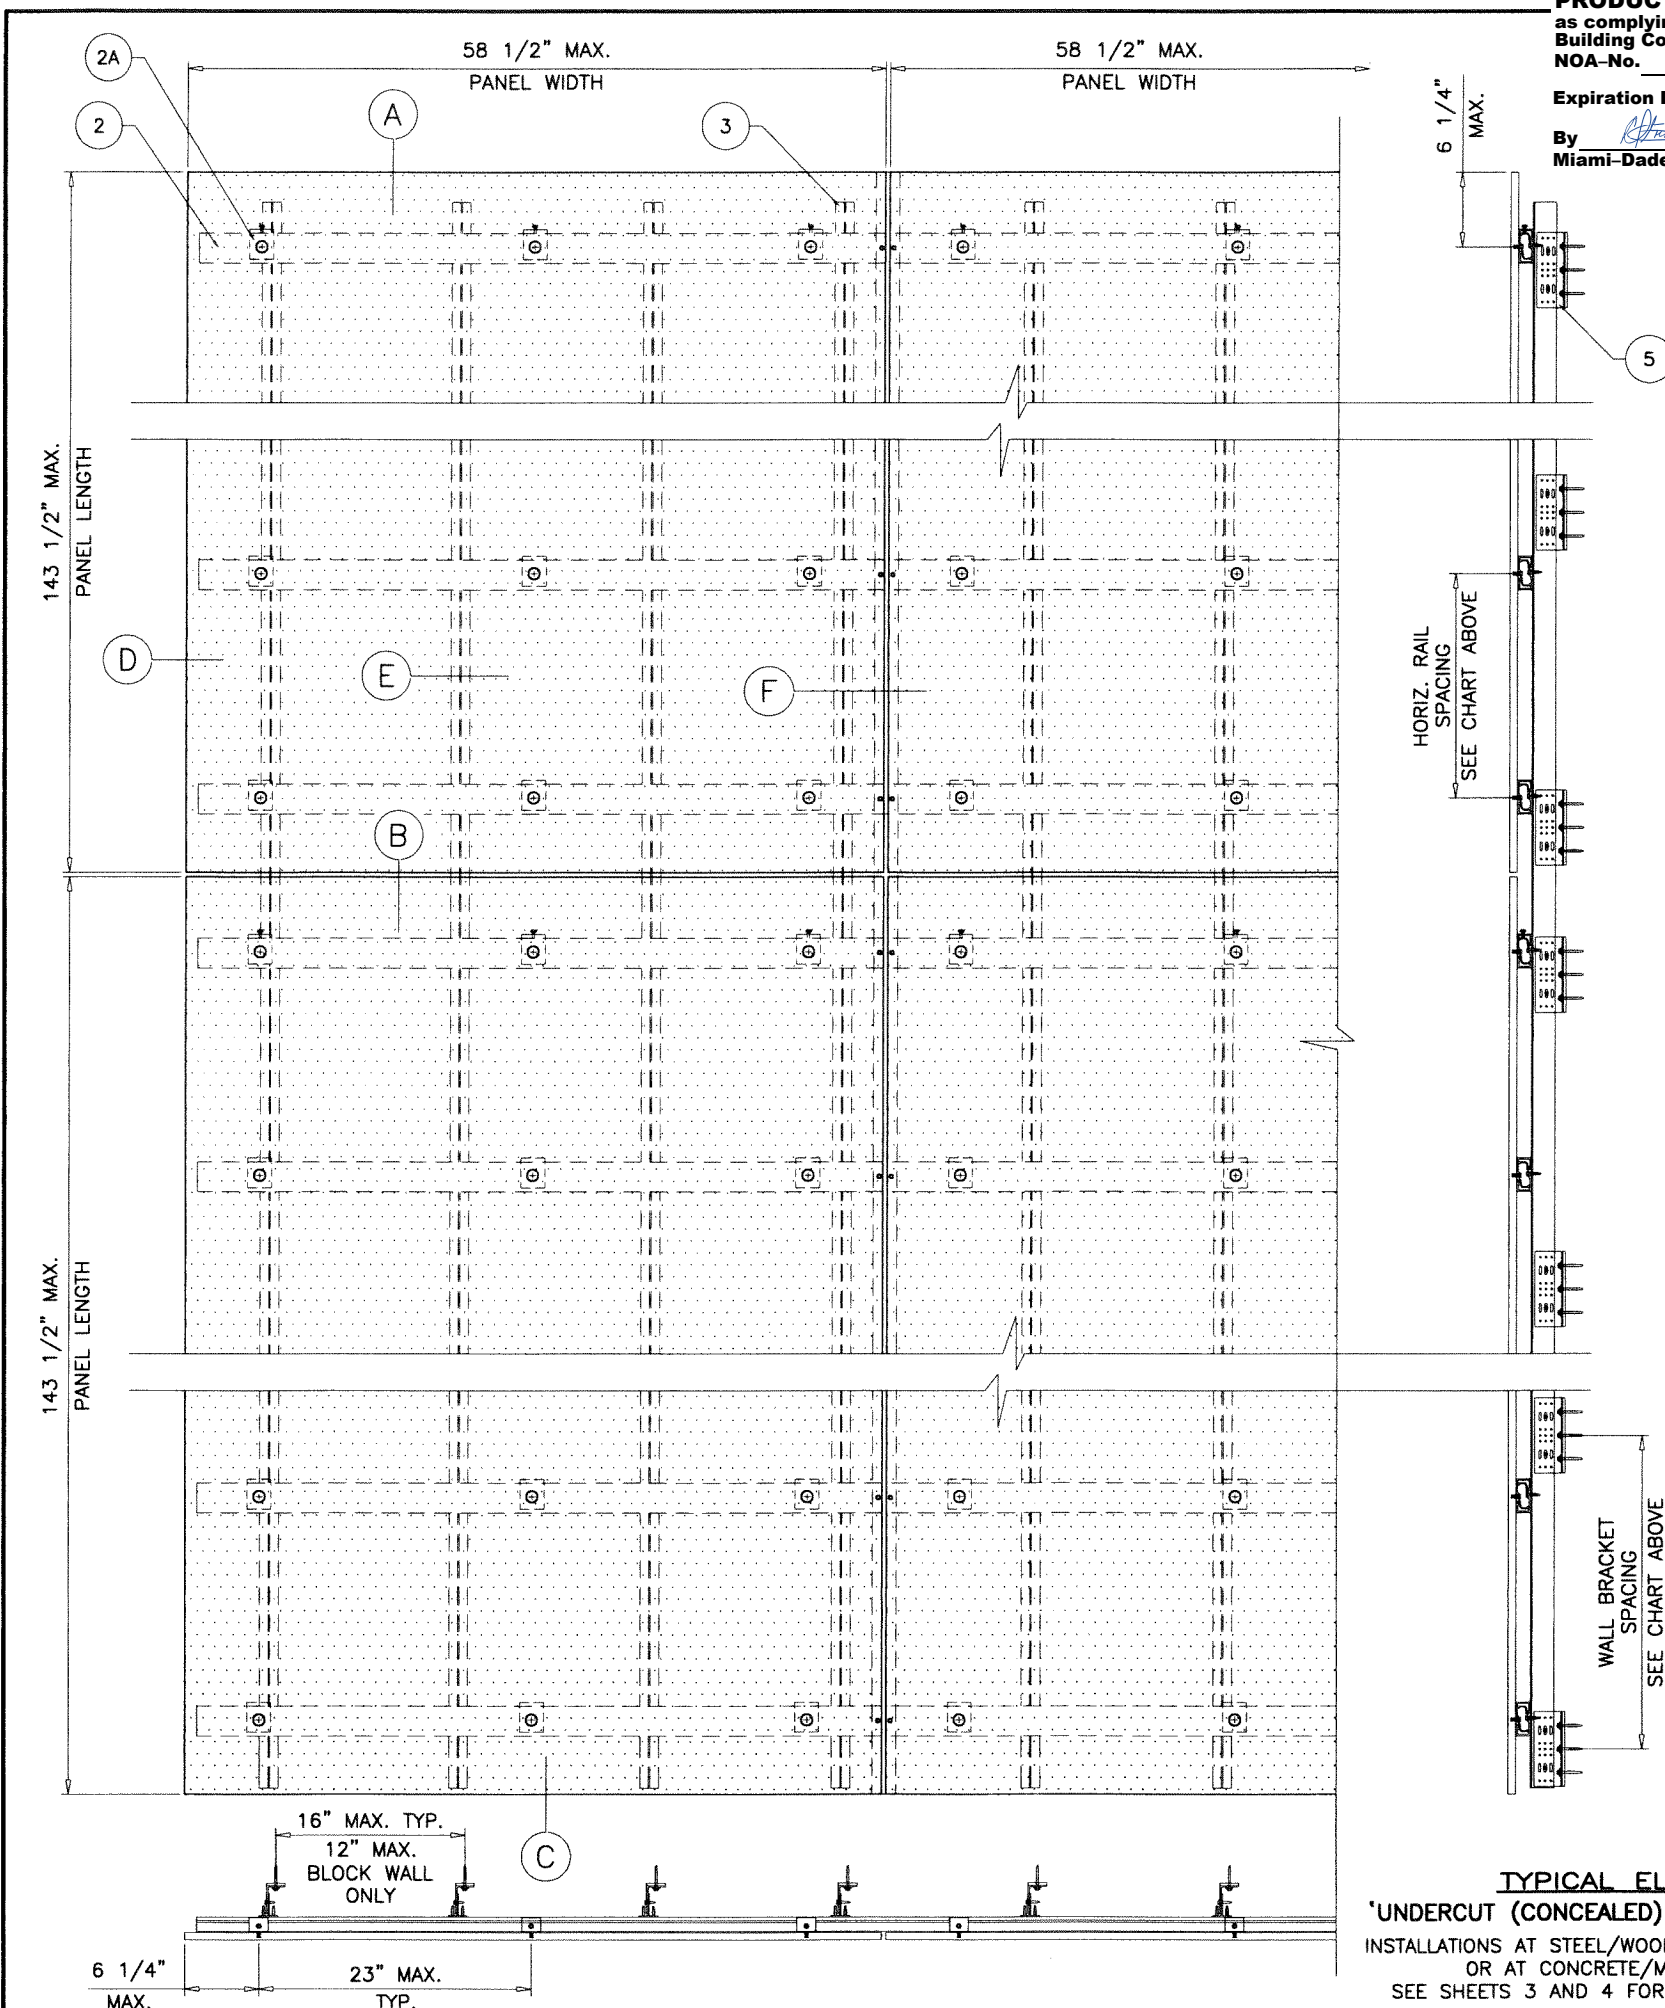 PRODUC
as complyin
Building Co
NOA–No.
Expiration
By
Miami–Dade
58 1/2" MAX.
PANEL WIDTH
58 1/2" MAX.
PANEL WIDTH
2A
2
A
3
6 1/4"
MAX.
5
143 1/2" MAX.
PANEL LENGTH
D
E
F
HORIZ. RAIL
SPACING
SEE CHART ABOVE
B
143 1/2" MAX.
PANEL LENGTH
WALL BRACKET
SPACING
SEE CHART ABOVE
16" MAX. TYP.
12" MAX.
BLOCK WALL
ONLY
C
6 1/4"
MAX.
23" MAX.
TYP.
TYPICAL EL
'UNDERCUT (CONCEALED)
INSTALLATIONS AT STEEL/WOO
OR AT CONCRETE/M
SEE SHEETS 3 AND 4 FOR